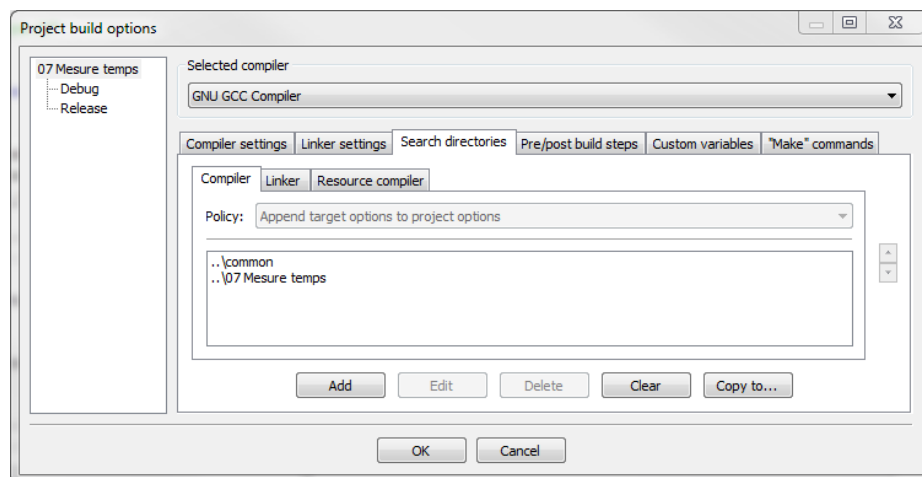 Project build options
07 Mesure temps
Debug
Release
Selected compiler
GNU GCC Compiler
Compiler settings Linker settings Search directories Pre/post build steps Custom variables "Make" commands
Compiler Linker Resource compiler
Policy: Append target options to project options
..\common
..\07 Mesure temps
Add Edit Delete Clear Copy to...
OK Cancel